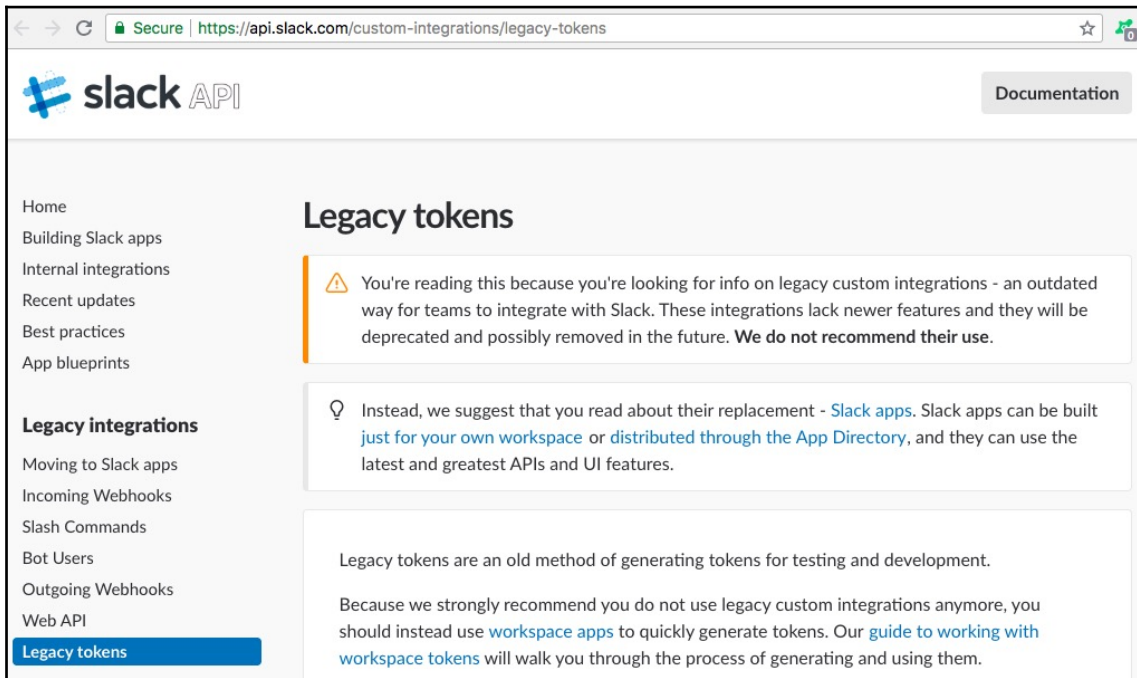 Secure | https://api.slack.com/custom-integrations/legacy-tokens
0
slack API
Documentation
Home
Building Slack apps
Internal integrations
Recent updates
Best practices
App blueprints
Legacy integrations
Moving to Slack apps
Incoming Webhooks
Slash Commands
Bot Users
Outgoing Webhooks
Web API
Legacy tokens
Legacy tokens
You're reading this because you're looking for info on legacy custom integrations - an outdated
way for teams to integrate with Slack. These integrations lack newer features and they will be
deprecated and possibly removed in the future. We do not recommend their use.
Instead, we suggest that you read about their replacement - Slack apps. Slack apps can be built
just for your own workspace or distributed through the App Directory, and they can use the
latest and greatest APIs and UI features.
Legacy tokens are an old method of generating tokens for testing and development.
Because we strongly recommend you do not use legacy custom integrations anymore, you
should instead use workspace apps to quickly generate tokens. Our guide to working with
workspace tokens will walk you through the process of generating and using them.